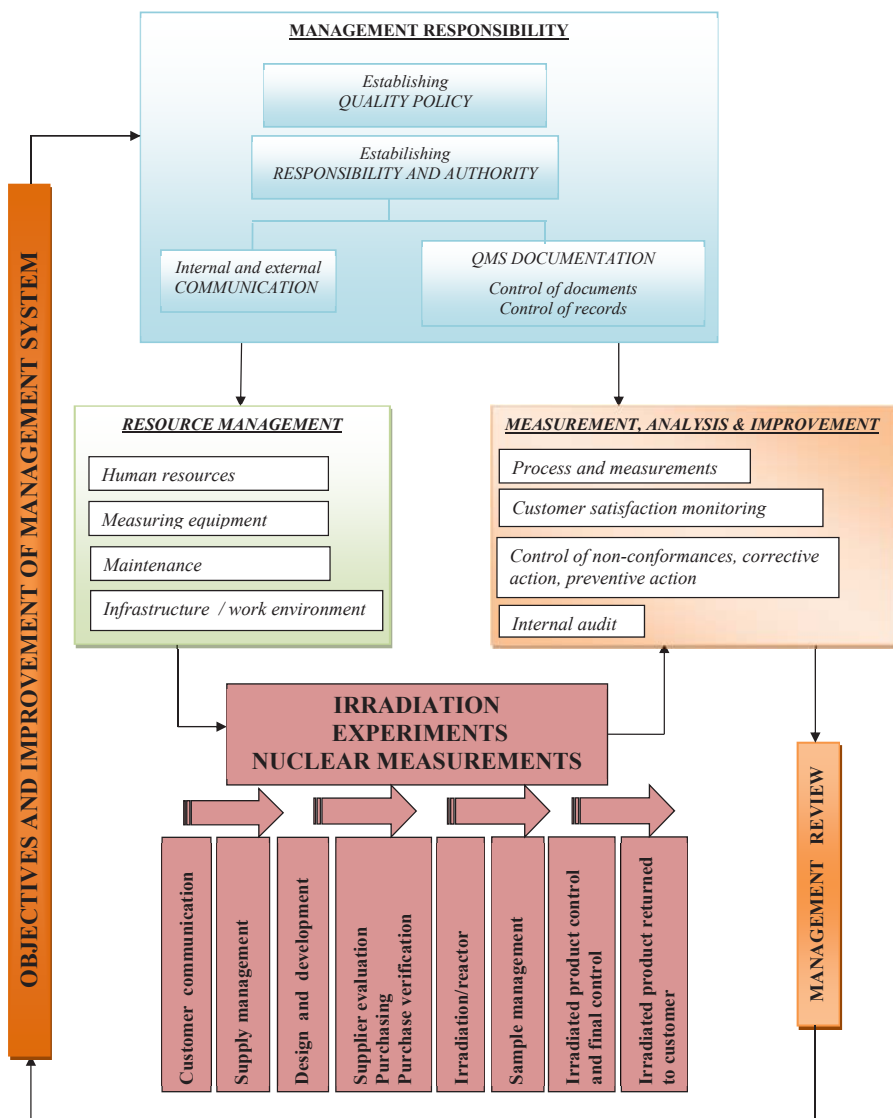 MANAGEMENT RESPONSIBILITY
Establishing
QUALITY POLICY
Estabilishing
RESPONSIBILITY AND AUTHORITY
Internal and external
COMMUNICATION
QMS DOCUMENTATION
Control of documents
Control of records
OBJECTIVES AND IMPROVEMENT OF MANAGEMENT SYSTEM
RESOURCE MANAGEMENT
Human resources
Measuring equipment
Maintenance
Infrastructure / work environment
MEASUREMENT, ANALYSIS & IMPROVEMENT
Process and measurements
Customer satisfaction monitoring
Control of non-conformances, corrective
action, preventive action
Internal audit
IRRADIATION
EXPERIMENTS
NUCLEAR MEASUREMENTS
Customer communication
Supply management
Design and development
Supplier evaluation
Purchasing
Purchase verification
Irradiation/reactor
Sample management
Irradiated product control
and final control
Irradiated product returned
to customer
MANAGEMENT REVIEW